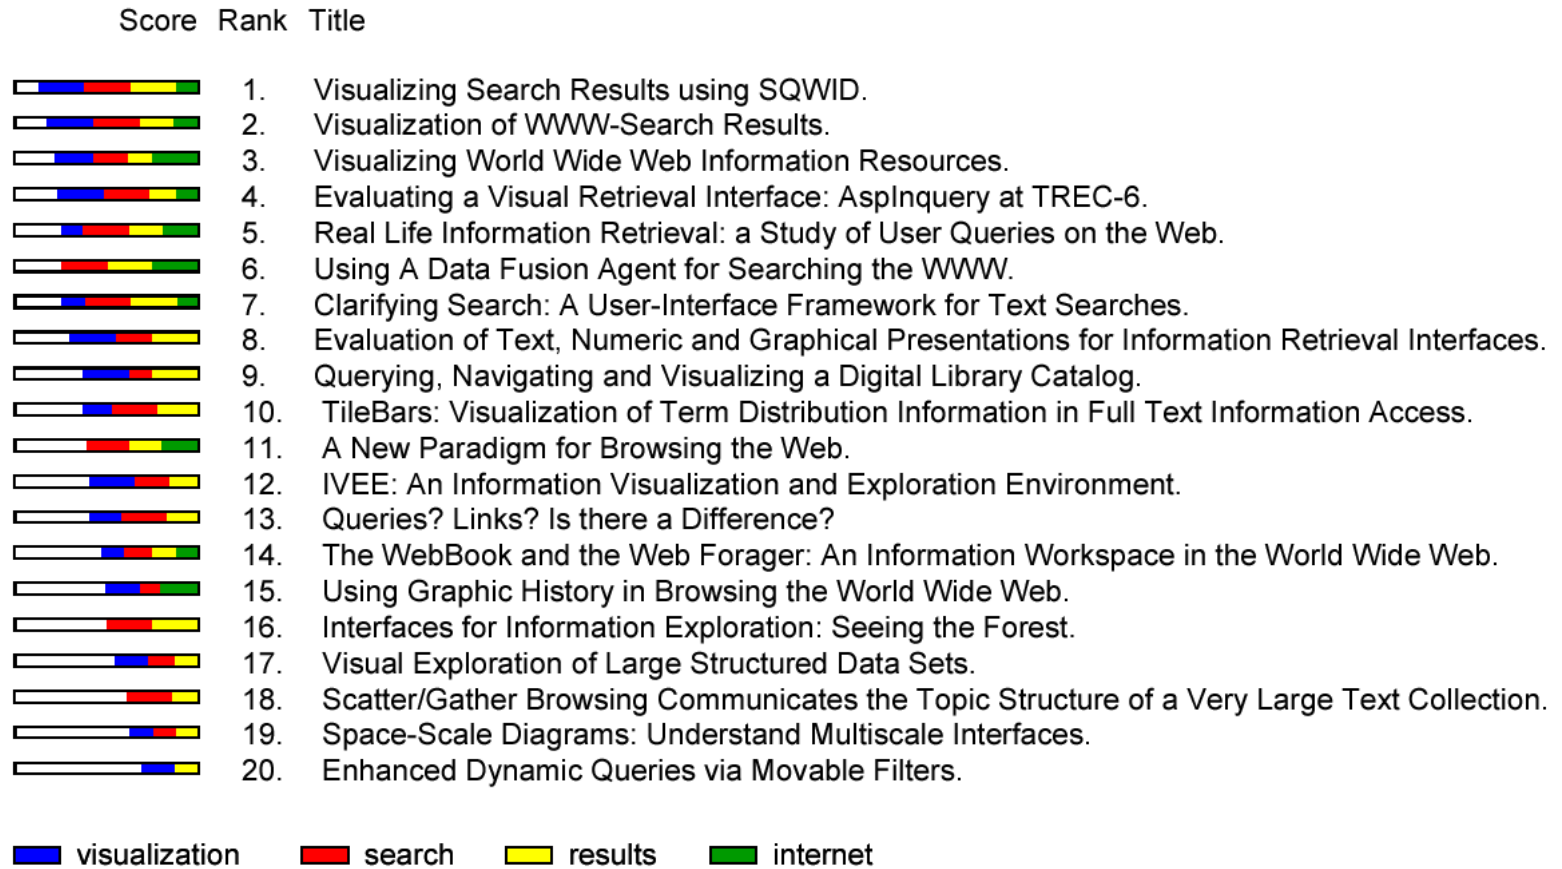 Score Rank Title
1. Visualizing Search Results using SQWID.
2. Visualization of WWW-Search Results.
3. Visualizing World Wide Web Information Resources.
4. Evaluating a Visual Retrieval Interface: AspInquery at TREC-6.
5. Real Life Information Retrieval: a Study of User Queries on the Web.
6. Using A Data Fusion Agent for Searching the WWW.
7. Clarifying Search: A User-Interface Framework for Text Searches.
8. Evaluation of Text, Numeric and Graphical Presentations for Information Retrieval Interfaces.
9. Querying, Navigating and Visualizing a Digital Library Catalog.
10. TileBars: Visualization of Term Distribution Information in Full Text Information Access.
11. A New Paradigm for Browsing the Web.
12. IVEE: An Information Visualization and Exploration Environment.
13. Queries? Links? Is there a Difference?
14. The WebBook and the Web Forager: An Information Workspace in the World Wide Web.
15. Using Graphic History in Browsing the World Wide Web.
16. Interfaces for Information Exploration: Seeing the Forest.
17. Visual Exploration of Large Structured Data Sets.
18. Scatter/Gather Browsing Communicates the Topic Structure of a Very Large Text Collection.
19. Space-Scale Diagrams: Understand Multiscale Interfaces.
20. Enhanced Dynamic Queries via Movable Filters.
visualization search results internet